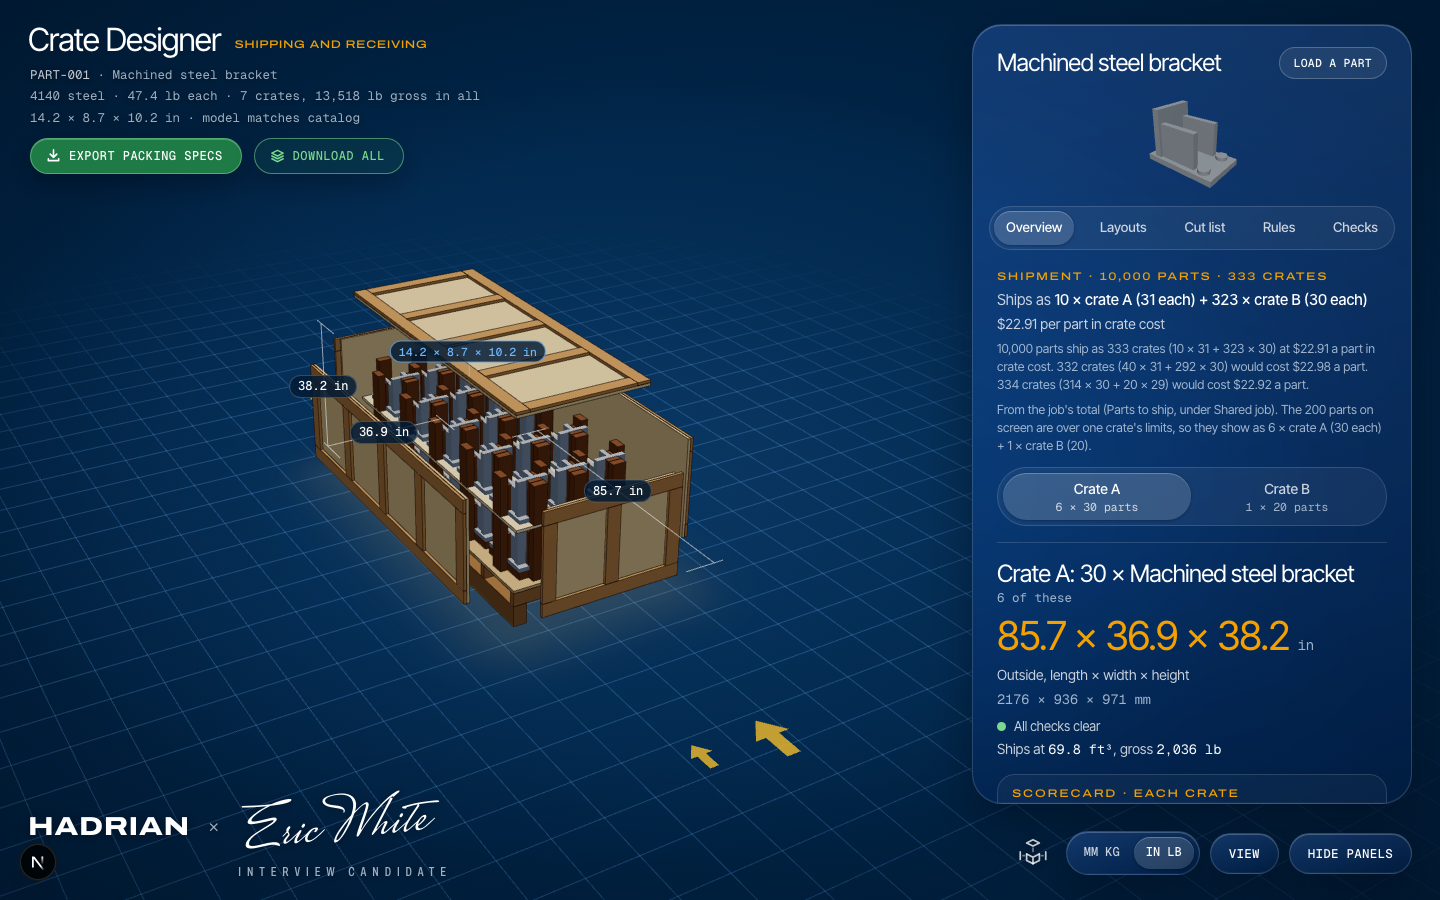 Crate Designer SHIPPING AND RECEIVING
PART-001 · Machined steel bracket
4140 steel · 47.4 lb each · 7 crates, 13,518 lb gross in all
14.2 × 8.7 × 10.2 in · model matches catalog
EXPORT PACKING SPECS
DOWNLOAD ALL
14.2 × 8.7 × 10.2 in
38.2 in
36.9 in
85.7 in
HADRIAN × Eric White
INTERVIEW CANDIDATE
N
Machined steel bracket
LOAD A PART
Overview Layouts Cut list Rules Checks
SHIPMENT · 10,000 PARTS · 333 CRATES
Ships as 10 × crate A (31 each) + 323 × crate B (30 each)
$22.91 per part in crate cost
10,000 parts ship as 333 crates (10 × 31 + 323 × 30) at $22.91 a part in
crate cost. 332 crates (40 × 31 + 292 × 30) would cost $22.98 a part.
334 crates (314 × 30 + 20 × 29) would cost $22.92 a part.
From the job's total (Parts to ship, under Shared job). The 200 parts on
screen are over one crate's limits, so they show as 6 × crate A (30 each)
+ 1 × crate B (20).
Crate A
6 × 30 parts
Crate B
1 × 20 parts
Crate A: 30 × Machined steel bracket
6 of these
85.7 × 36.9 × 38.2 in
Outside, length × width × height
2176 × 936 × 971 mm
All checks clear
Ships at 69.8 ft³, gross 2,036 lb
SCORECARD · EACH CRATE
MM KG
IN LB
VIEW
HIDE PANELS